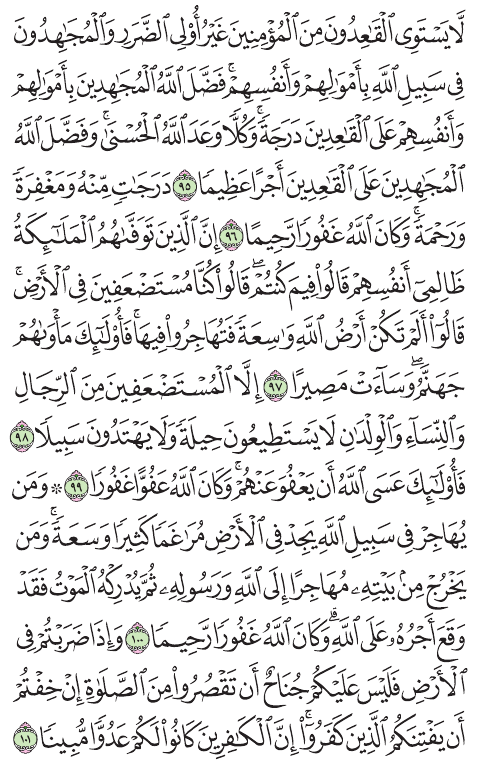 لَّا يَسْتَوِى ٱلْقَـٰعِدُونَ مِنَ ٱلْمُؤْمِنِينَ غَيْرُ أُو۟لِى ٱلضَّرَرِ وَٱلْمُجَـٰهِدُونَ
فِى سَبِيلِ ٱللَّهِ بِأَمْوَٰلِهِمْ وَأَنفُسِهِمْ ۚ فَضَّلَ ٱللَّهُ ٱلْمُجَـٰهِدِينَ بِأَمْوَٰلِهِمْ
وَأَنفُسِهِمْ عَلَى ٱلْقَـٰعِدِينَ دَرَجَةً ۚ وَكُلًّا وَعَدَ ٱللَّهُ ٱلْحُسْنَىٰ ۚ وَفَضَّلَ ٱللَّهُ
ٱلْمُجَـٰهِدِينَ عَلَى ٱلْقَـٰعِدِينَ أَجْرًا عَظِيمًا ٩٥ دَرَجَـٰتٍ مِّنْهُ وَمَغْفِرَةً
وَرَحْمَةً ۚ وَكَانَ ٱللَّهُ غَفُورًا رَّحِيمًا ٩٦ إِنَّ ٱلَّذِينَ تَوَفَّىٰهُمُ ٱلْمَلَـٰٓئِكَةُ
ظَالِمِىٓ أَنفُسِهِمْ قَالُوا۟ فِيمَ كُنتُمْ ۖ قَالُوا۟ كُنَّا مُسْتَضْعَفِينَ فِى ٱلْأَرْضِ ۚ
قَالُوٓا۟ أَلَمْ تَكُنْ أَرْضُ ٱللَّهِ وَٰسِعَةً فَتُهَاجِرُوا۟ فِيهَا ۚ فَأُو۟لَـٰٓئِكَ مَأْوَىٰهُمْ
جَهَنَّمُ ۖ وَسَآءَتْ مَصِيرًا ٩٧ إِلَّا ٱلْمُسْتَضْعَفِينَ مِنَ ٱلرِّجَالِ
وَٱلنِّسَآءِ وَٱلْوِلْدَٰنِ لَا يَسْتَطِيعُونَ حِيلَةً وَلَا يَهْتَدُونَ سَبِيلًا ٩٨
فَأُو۟لَـٰٓئِكَ عَسَى ٱللَّهُ أَن يَعْفُوَ عَنْهُمْ ۚ وَكَانَ ٱللَّهُ عَفُوًّا غَفُورًا ٩٩ ۞ وَمَن
يُهَاجِرْ فِى سَبِيلِ ٱللَّهِ يَجِدْ فِى ٱلْأَرْضِ مُرَٰغَمًا كَثِيرًا وَسَعَةً ۚ وَمَن
يَخْرُجْ مِنۢ بَيْتِهِۦ مُهَاجِرًا إِلَى ٱللَّهِ وَرَسُولِهِۦ ثُمَّ يُدْرِكْهُ ٱلْمَوْتُ فَقَدْ
وَقَعَ أَجْرُهُۥ عَلَى ٱللَّهِ ۗ وَكَانَ ٱللَّهُ غَفُورًا رَّحِيمًا ١٠٠ وَإِذَا ضَرَبْتُمْ فِى
ٱلْأَرْضِ فَلَيْسَ عَلَيْكُمْ جُنَاحٌ أَن تَقْصُرُوا۟ مِنَ ٱلصَّلَوٰةِ إِنْ خِفْتُمْ
أَن يَفْتِنَكُمُ ٱلَّذِينَ كَفَرُوٓا۟ ۚ إِنَّ ٱلْكَـٰفِرِينَ كَانُوا۟ لَكُمْ عَدُوًّا مُّبِينًا ١٠١